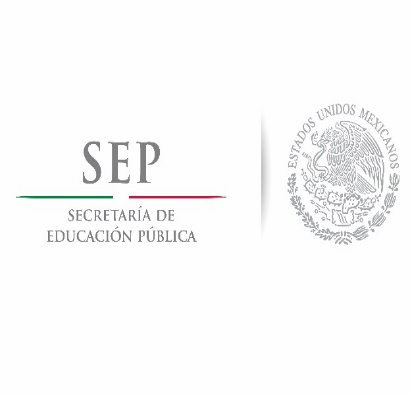 SEP
SECRETARÍA DE
EDUCACIÓN PÚBLICA
ESTADOS UNIDOS MEXICANOS